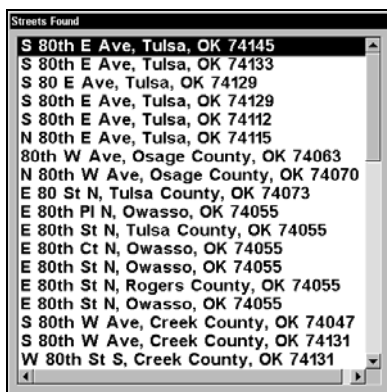 Streets Found
S 80th E Ave, Tulsa, OK 74145
S 80th E Ave, Tulsa, OK 74133
S 80 E Ave, Tulsa, OK 74129
S 80th E Ave, Tulsa, OK 74129
S 80th E Ave, Tulsa, OK 74112
N 80th E Ave, Tulsa, OK 74115
80th W Ave, Osage County, OK 74063
N 80th W Ave, Osage County, OK 74070
E 80 St N, Tulsa County, OK 74073
E 80th Pl N, Owasso, OK 74055
E 80th St N, Tulsa County, OK 74055
E 80th Ct N, Owasso, OK 74055
E 80th St N, Owasso, OK 74055
E 80th St N, Rogers County, OK 74055
E 80th St N, Owasso, OK 74055
S 80th W Ave, Creek County, OK 74047
S 80th W Ave, Creek County, OK 74131
W 80th St S, Creek County, OK 74131